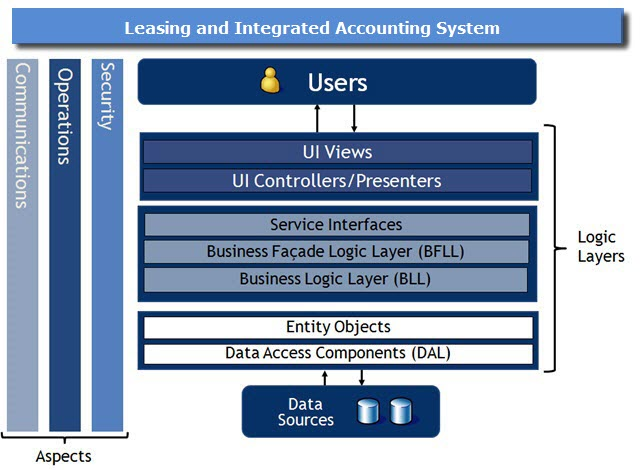 Leasing and Integrated Accounting System
Communications
Operations
Security
Users
UI Views
UI Controllers/Presenters
Service Interfaces
Business Façade Logic Layer (BFLL)
Business Logic Layer (BLL)
Entity Objects
Data Access Components (DAL)
Data
Sources
Logic
Layers
Aspects